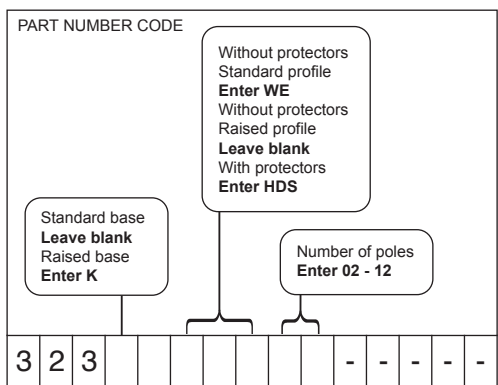 PART NUMBER CODE
Without protectors
Standard profile
Enter WE
Without protectors
Raised profile
Leave blank
With protectors
Enter HDS
Standard base
Leave blank
Raised base
Enter K
Number of poles
Enter 02 - 12
3 2 3 - - - - -